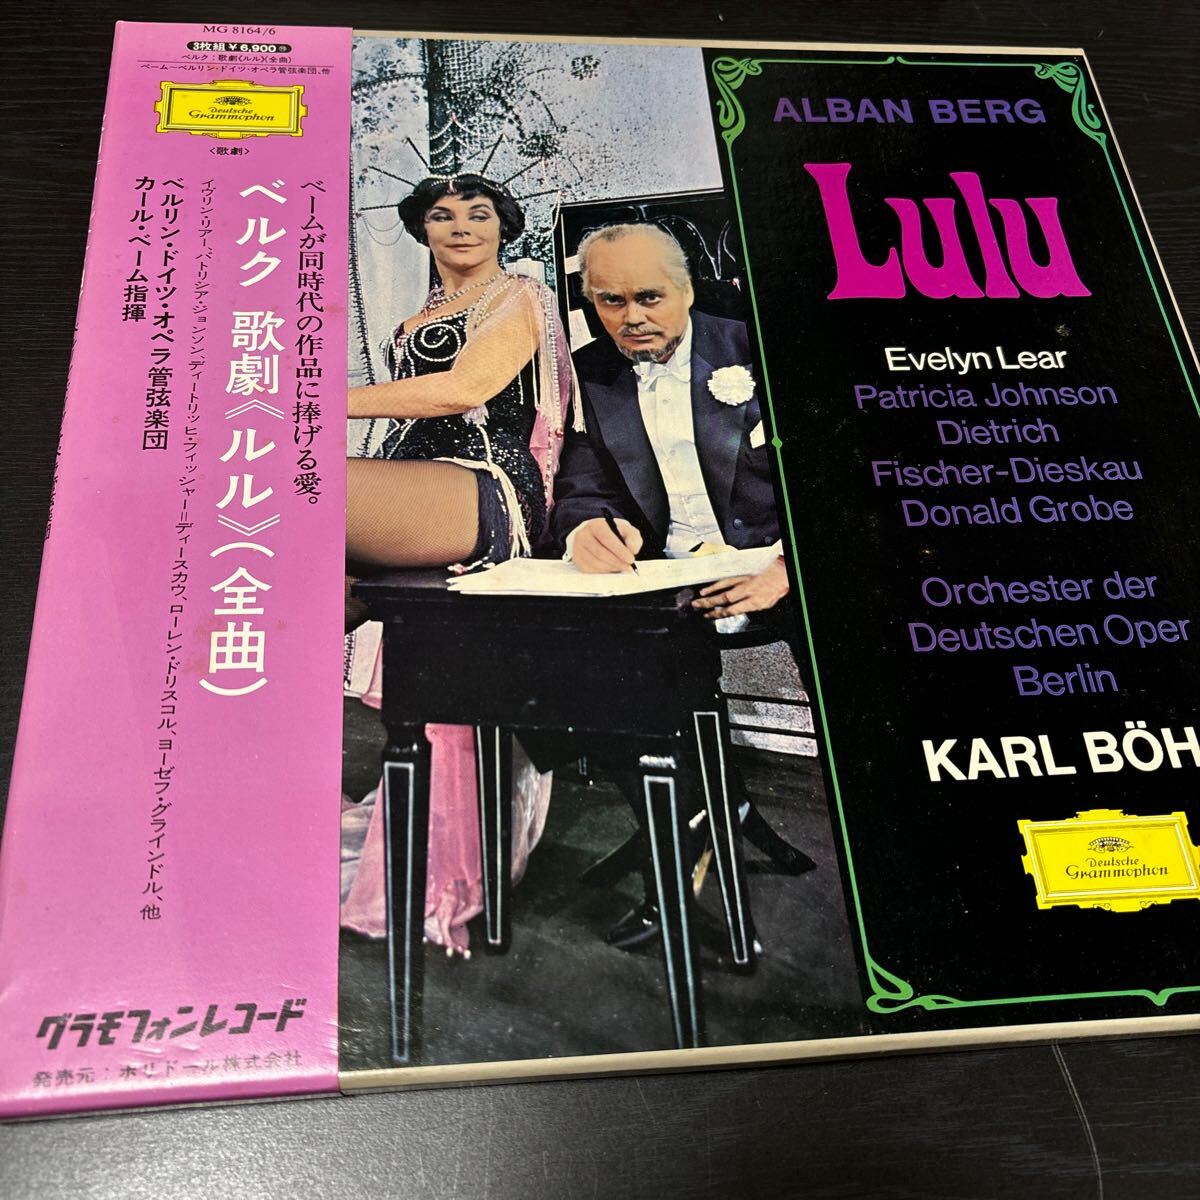 MG 8164/6
3枚組 ¥6,900
ベルク:歌劇《ルル》(全曲)
ベーム〜ベルリン・ドイツ・オペラ管弦楽団、他
Deutsche
Grammophon
〈歌劇〉
ベームが同時代の作品に捧げる愛。
ベルク 歌劇《ルル》(全曲)
イヴリン・リアー、パトリシア・ジョンソン、ディートリッヒ・フィッシャー=ディースカウ、ローレン・ドリスコル、ヨーゼフ・グラインドル、他
ベルリン・ドイツ・オペラ管弦楽団
カール・ベーム指揮
グラモフォンレコード
発売元:ポリドール株式会社
ALBAN BERG
Lulu
Evelyn Lear
Patricia Johnson
Dietrich
Fischer-Dieskau
Donald Grobe
Orchester der
Deutschen Oper
Berlin
KARL BÖH
Deutsche
Grammophon